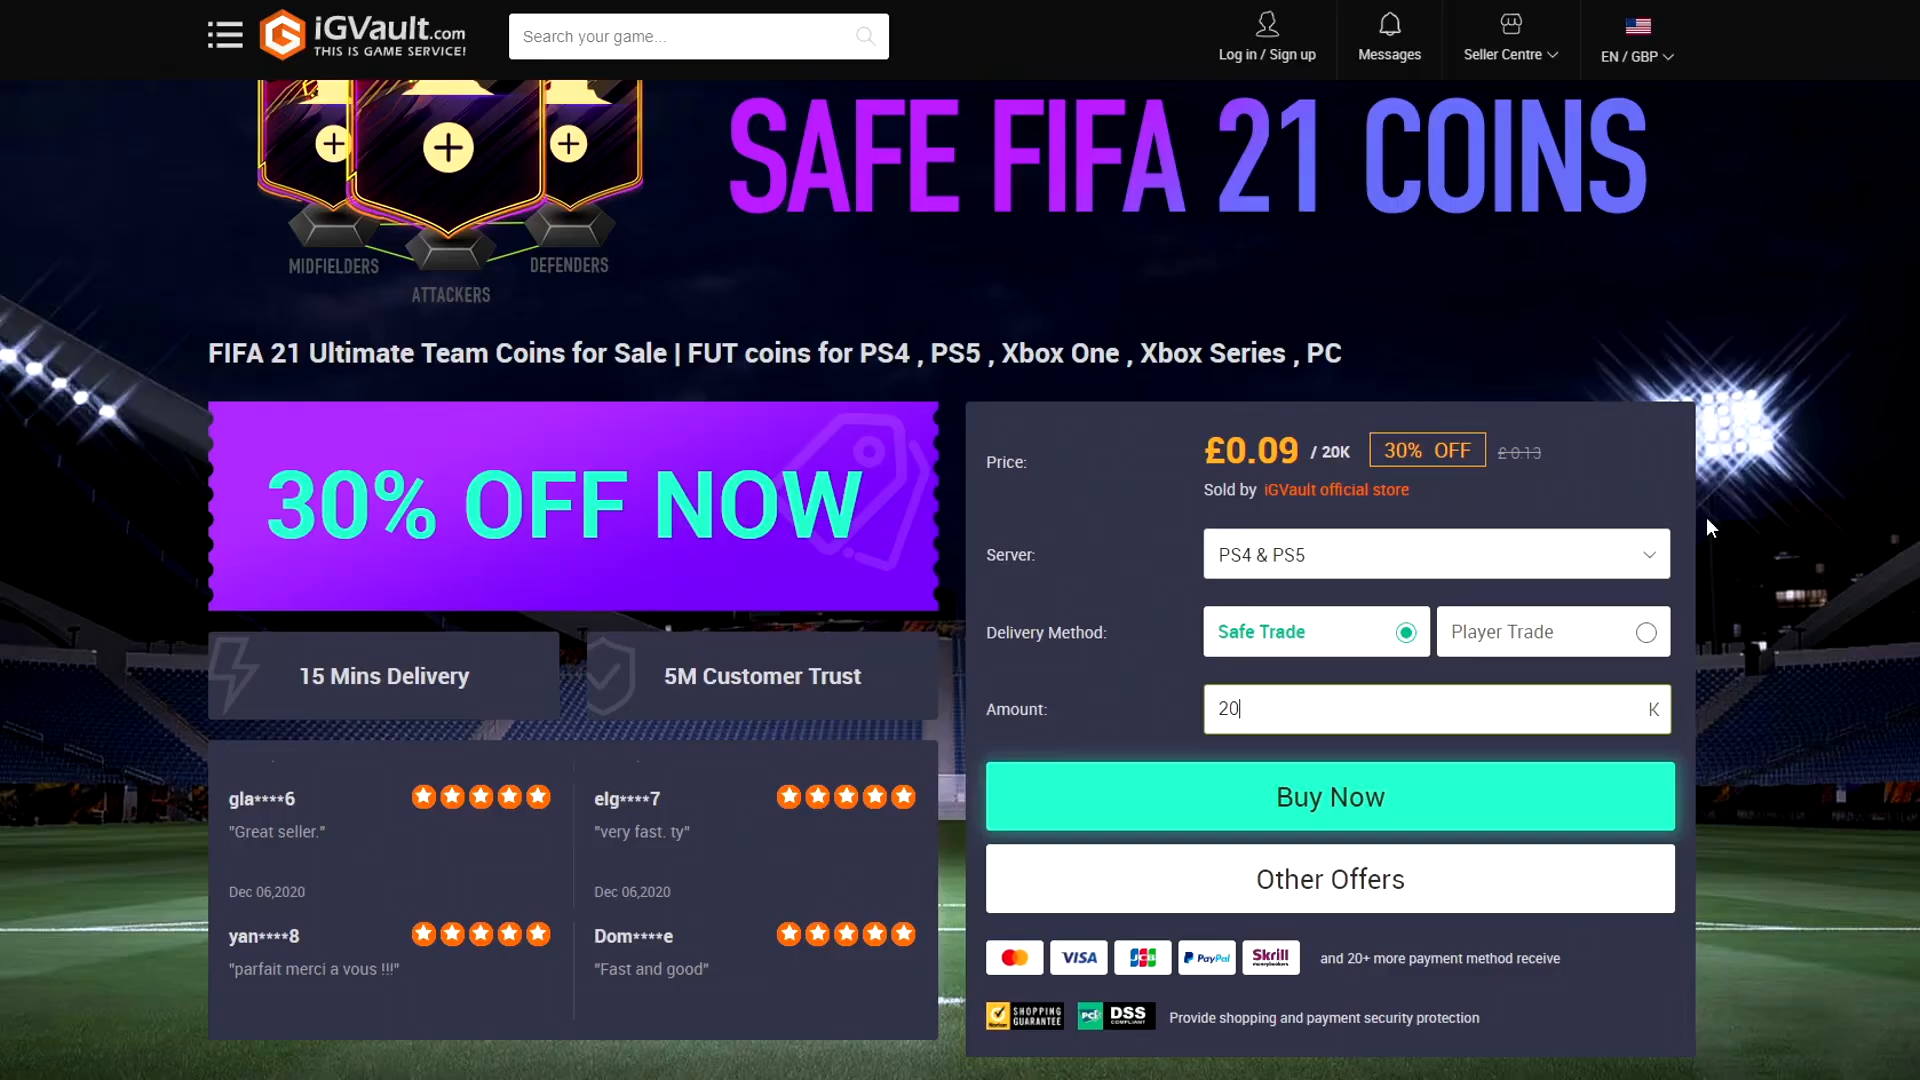 iGVault.com
THIS IS GAME SERVICE!
Search your game...
Log in / Sign up
Messages
Seller Centre
EN / GBP
SAFE FIFA 21 COINS
MIDFIELDERS
ATTACKERS
DEFENDERS
FIFA 21 Ultimate Team Coins for Sale | FUT coins for PS4 , PS5 , Xbox One , Xbox Series , PC
30% OFF NOW
15 Mins Delivery
5M Customer Trust
gla****6
"Great seller."
Dec 06,2020
elg****7
"very fast. ty"
Dec 06,2020
yan****8
"parfait merci a vous !!!"
Dom****e
"Fast and good"
Price:
£0.09 / 20K 30% OFF £ 0.13
Sold by iGVault official store
Server:
PS4 & PS5
Delivery Method:
Safe Trade
Player Trade
Amount:
20
K
Buy Now
Other Offers
VISA
JCB
PayPal
Skrill
moneybookers
and 20+ more payment method receive
Norton
SHOPPING
GUARANTEE
PCI
DSS
COMPLIANT
Provide shopping and payment security protection